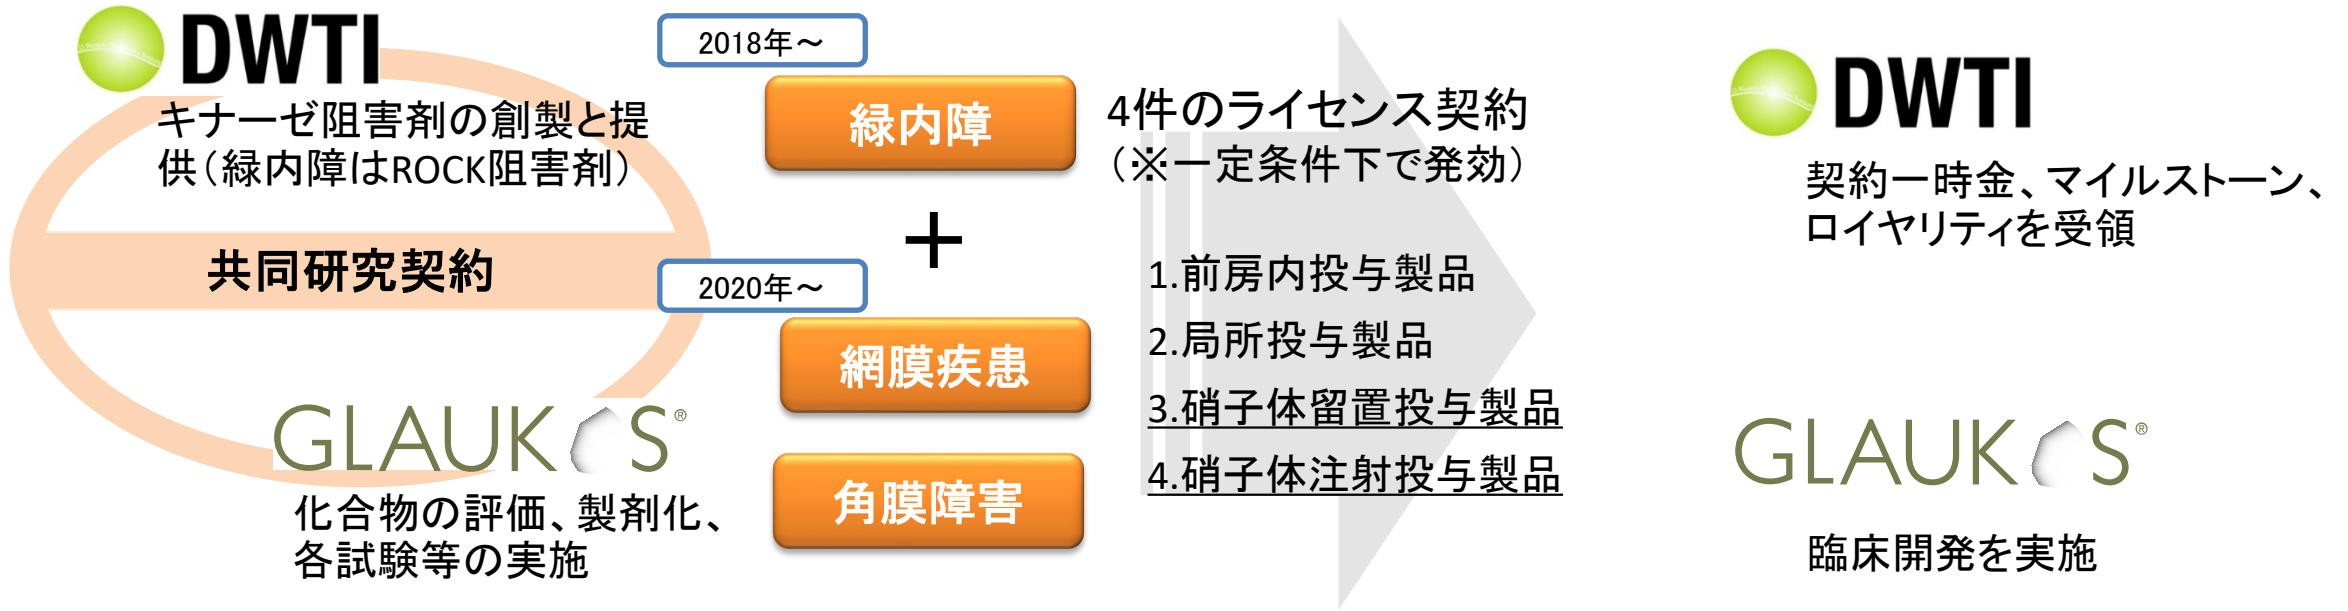 DWTI
キナーゼ阻害剤の創製と提
供（緑内障はROCK阻害剤）
共同研究契約
GLAUKOS®
化合物の評価、製剤化、
各試験等の実施
2018年～
緑内障
＋
2020年～
網膜疾患
角膜障害
4件のライセンス契約
（※一定条件下で発効）
1.前房内投与製品
2.局所投与製品
3.硝子体留置投与製品
4.硝子体注射投与製品
DWTI
契約一時金、マイルストーン、
ロイヤリティを受領
GLAUKOS®
臨床開発を実施